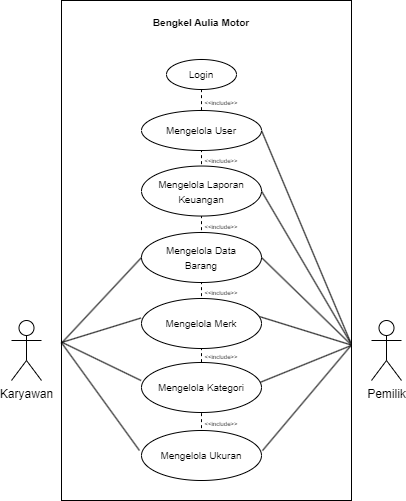 Bengkel Aulia Motor
Login
<<include>>
Mengelola User
<<include>>
Mengelola Laporan
Keuangan
<<include>>
Mengelola Data
Barang
<<include>>
Mengelola Merk
<<include>>
Mengelola Kategori
<<include>>
Mengelola Ukuran
Karyawan
Pemilik